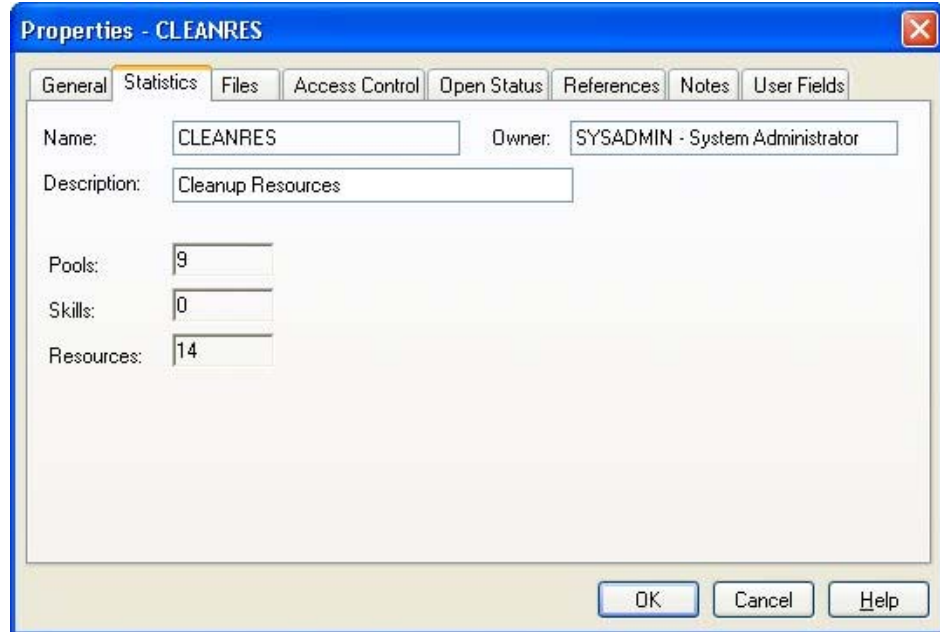 Properties - CLEANRES
General Statistics Files Access Control Open Status References Notes User Fields
Name: CLEANRES Owner: SYSADMIN - System Administrator
Description: Cleanup Resources
Pools: 9
Skills: 0
Resources: 14
OK Cancel Help